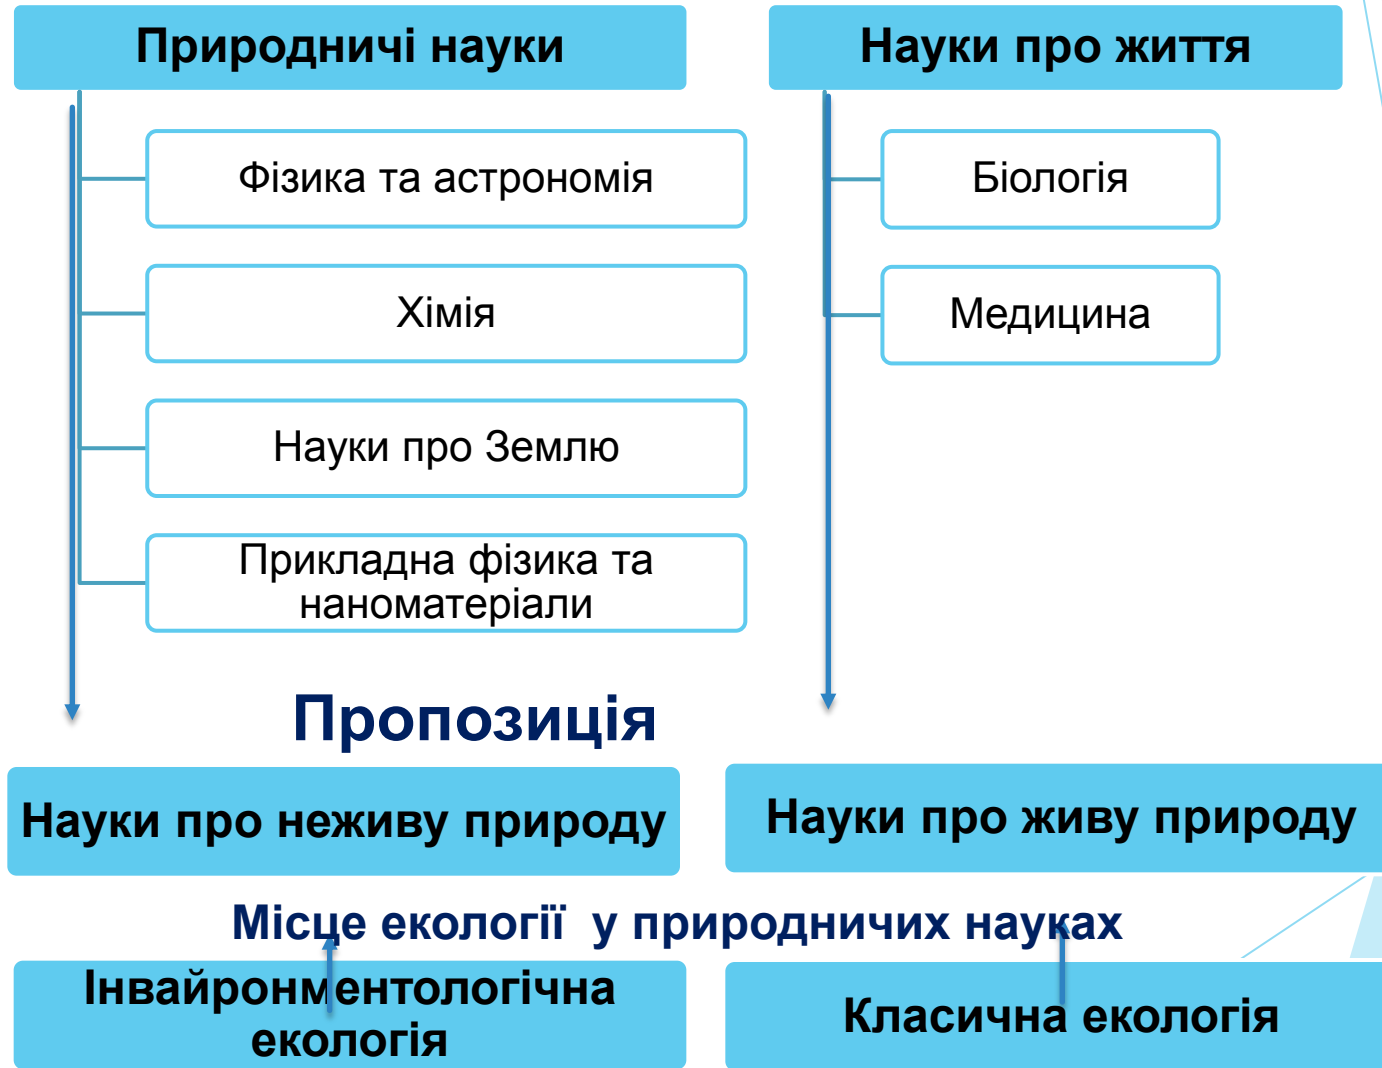 Природничі науки
Фізика та астрономія
Хімія
Науки про Землю
Прикладна фізика та
наноматеріали
Науки про життя
Біологія
Медицина
Пропозиція
Науки про неживу природу
Науки про живу природу
Місце екології у природничих науках
Інвайронментологічна
екологія
Класична екологія